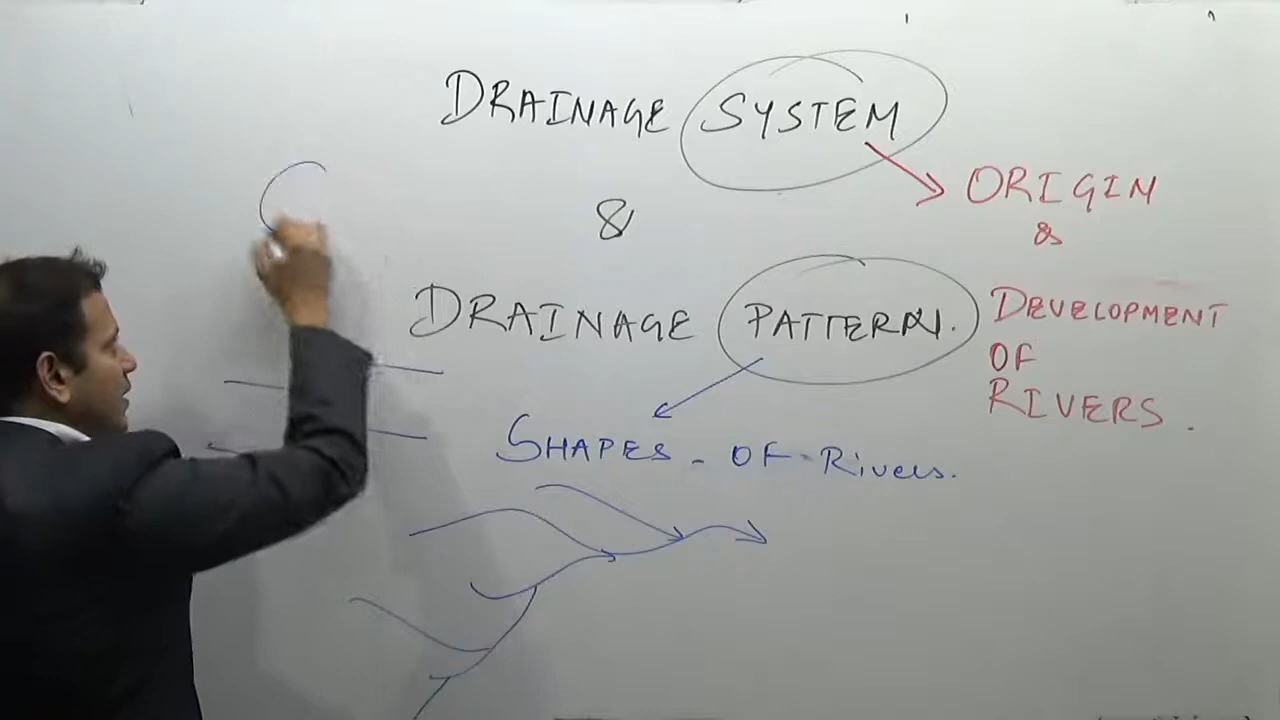 DRAINAGE SYSTEM
ORIGIN
&
&
DRAINAGE PATTERN.
DEVELOPMENT
OF
RIVERS.
SHAPES - OF - Rivers.